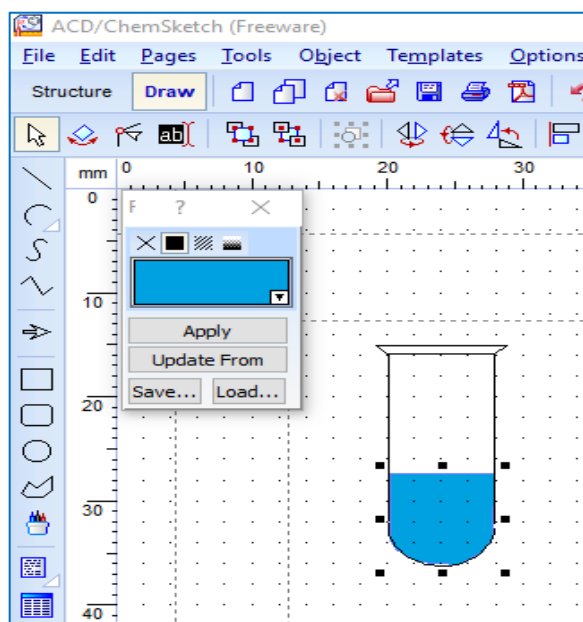 ACD/ChemSketch (Freeware)
File Edit Pages Tools Object Templates Options
Structure Draw
ab
mm 0 10 20 30
0
F ? ×
10
Apply
Update From
Save... Load...
20
30
40